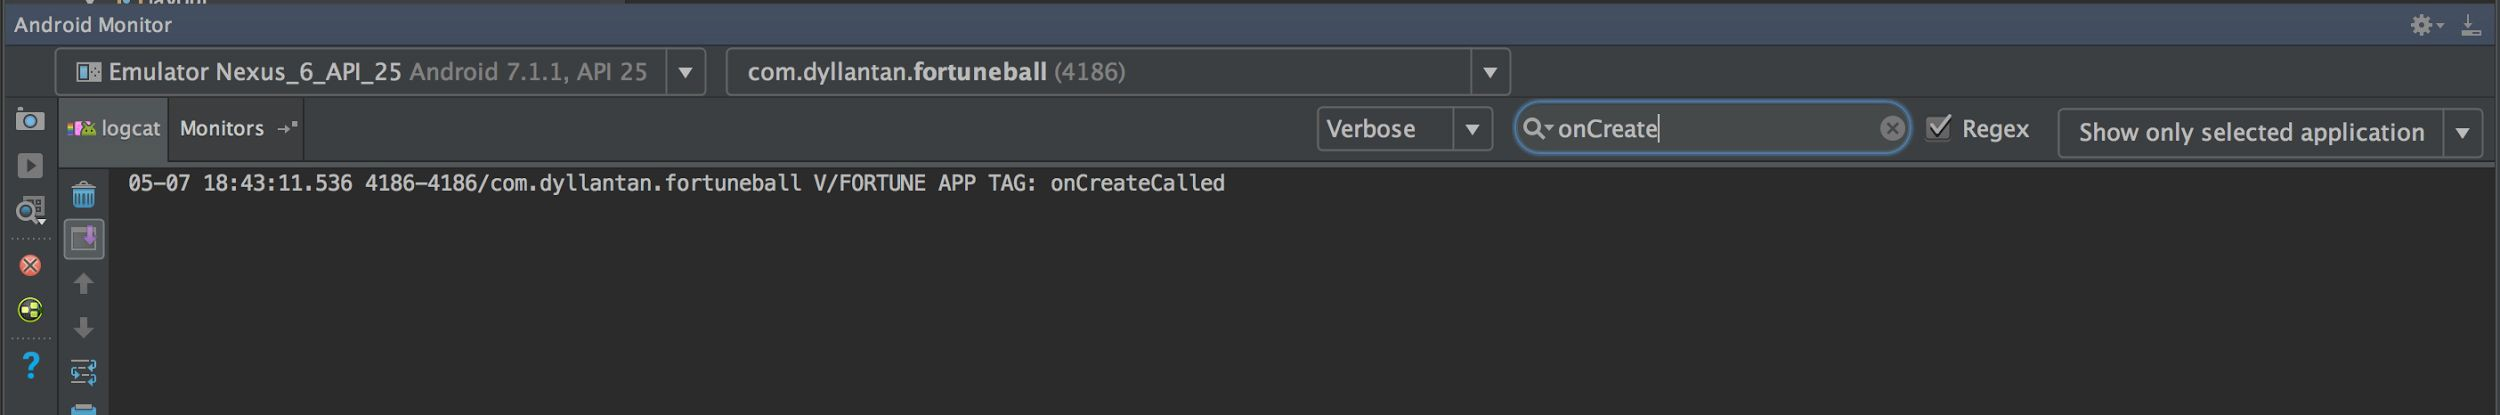 Android Monitor
Emulator Nexus_6_API_25 Android 7.1.1, API 25
com.dyllantan.fortuneball (4186)
logcat
Monitors
Verbose
onCreate
Regex
Show only selected application
05-07 18:43:11.536 4186-4186/com.dyllantan.fortuneball V/FORTUNE APP TAG: onCreateCalled
?